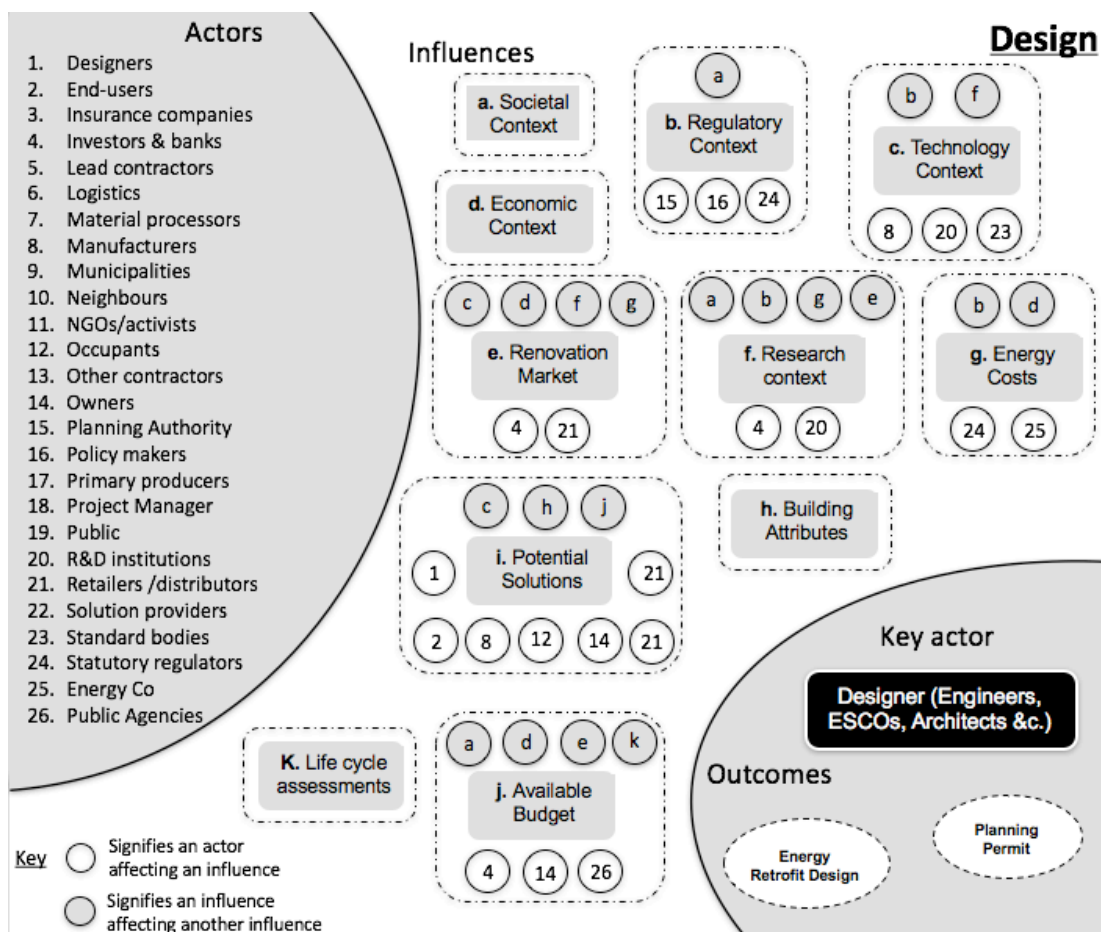 Actors
1. Designers
2. End-users
3. Insurance companies
4. Investors & banks
5. Lead contractors
6. Logistics
7. Material processors
8. Manufacturers
9. Municipalities
10. Neighbours
11. NGOs/activists
12. Occupants
13. Other contractors
14. Owners
15. Planning Authority
16. Policy makers
17. Primary producers
18. Project Manager
19. Public
20. R&D institutions
21. Retailers /distributors
22. Solution providers
23. Standard bodies
24. Statutory regulators
25. Energy Co
26. Public Agencies
Influences
Design
a. Societal
Context
a
b. Regulatory
Context
15 16 24
b f
c. Technology
Context
8 20 23
d. Economic
Context
c d f g
e. Renovation
Market
4 21
a b g e
f. Research
context
4 20
b d
g. Energy
Costs
24 25
h. Building
Attributes
c h j
i. Potential
Solutions
1 21
2 8 12 14 21
K. Life cycle
assessments
a d e k
j. Available
Budget
4 14 26
Key actor
Designer (Engineers,
ESCOs, Architects &c.)
Outcomes
Energy
Retrofit Design
Planning
Permit
Key
Signifies an actor
affecting an influence
Signifies an influence
affecting another influence